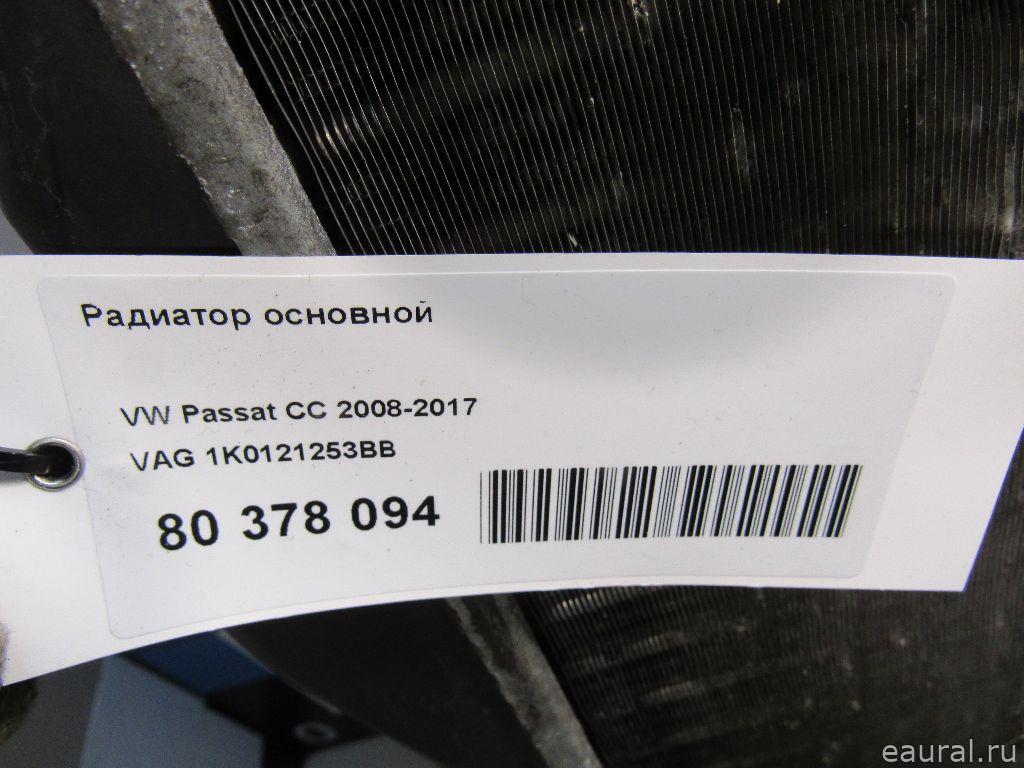 Радиатор основной
VW Passat CC 2008-2017
VAG 1K0121253BB
80 378 094
eaural.ru